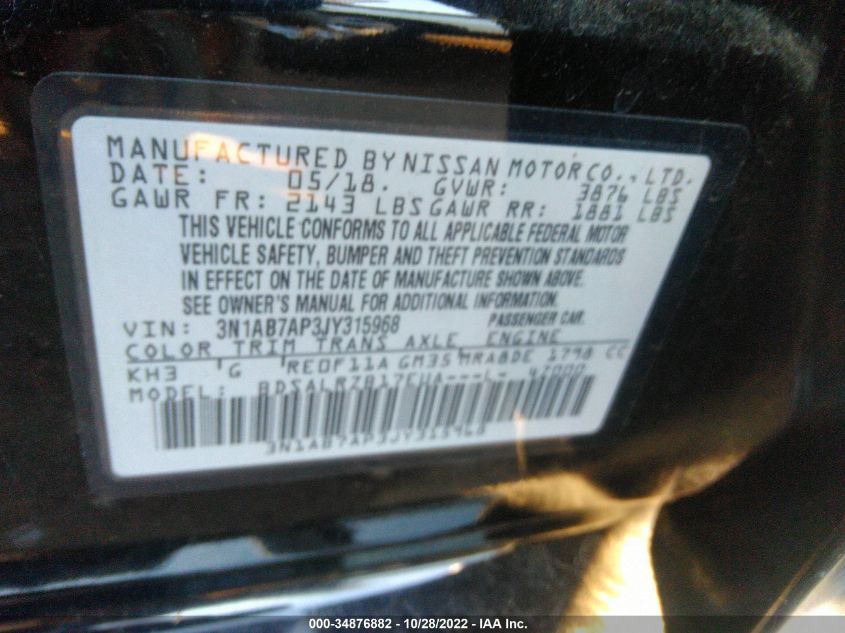 MANUFACTURED BY NISSAN MOTOR CO., LTD.
DATE: 05/18. GVWR: 3876 LBS
GAWR FR: 2143 LBS GAWR RR: 1881 LBS
THIS VEHICLE CONFORMS TO ALL APPLICABLE FEDERAL MOTOR
VEHICLE SAFETY, BUMPER AND THEFT PREVENTION STANDARDS
IN EFFECT ON THE DATE OF MANUFACTURE SHOWN ABOVE.
SEE OWNER'S MANUAL FOR ADDITIONAL INFORMATION.
VIN: 3N1AB7AP3JY315968 PASSENGER CAR
COLOR TRIM TRANS AXLE ENGINE
KH3 G RE0F11A GM35 MRA8DE 1798 CC
MODEL: BDSALRZB17EUA---L- 47000
3N1AB7AP3JY315968
000-34876882 / 10/28/2022 - IAA Inc.